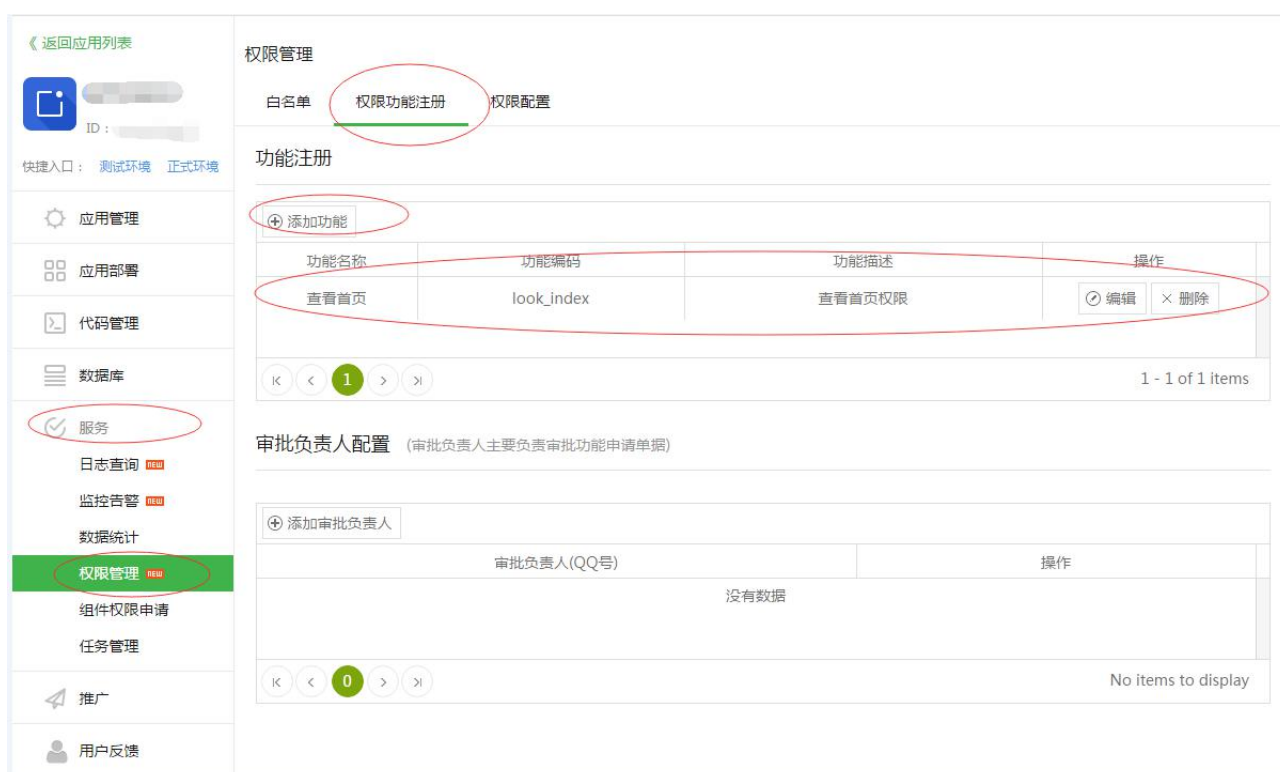 《 返回应用列表
ID：
快捷入口： 测试环境 正式环境
应用管理
应用部署
代码管理
数据库
服务
日志查询 NEW
监控告警 NEW
数据统计
权限管理 NEW
组件权限申请
任务管理
推广
用户反馈
权限管理
白名单 权限功能注册 权限配置
功能注册
添加功能
功能名称 功能编码 功能描述 操作
查看首页 look_index 查看首页权限 编辑 × 删除
1
1 - 1 of 1 items
审批负责人配置 (审批负责人主要负责审批功能申请单据)
添加审批负责人
审批负责人(QQ号) 操作
没有数据
0
No items to display